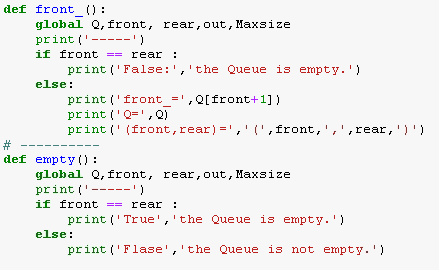 def front_():
    global Q,front, rear,out,Maxsize
    print('-----')
    if front == rear :
        print('False:','the Queue is empty.')
    else:
        print('front_=',Q[front+1])
        print('Q=',Q)
        print('(front,rear)=','(',front,',',rear,')')
# ----------
def empty():
    global Q,front, rear,out,Maxsize
    print('-----')
    if front == rear :
        print('True','the Queue is empty.')
    else:
        print('Flase','the Queue is not empty.')